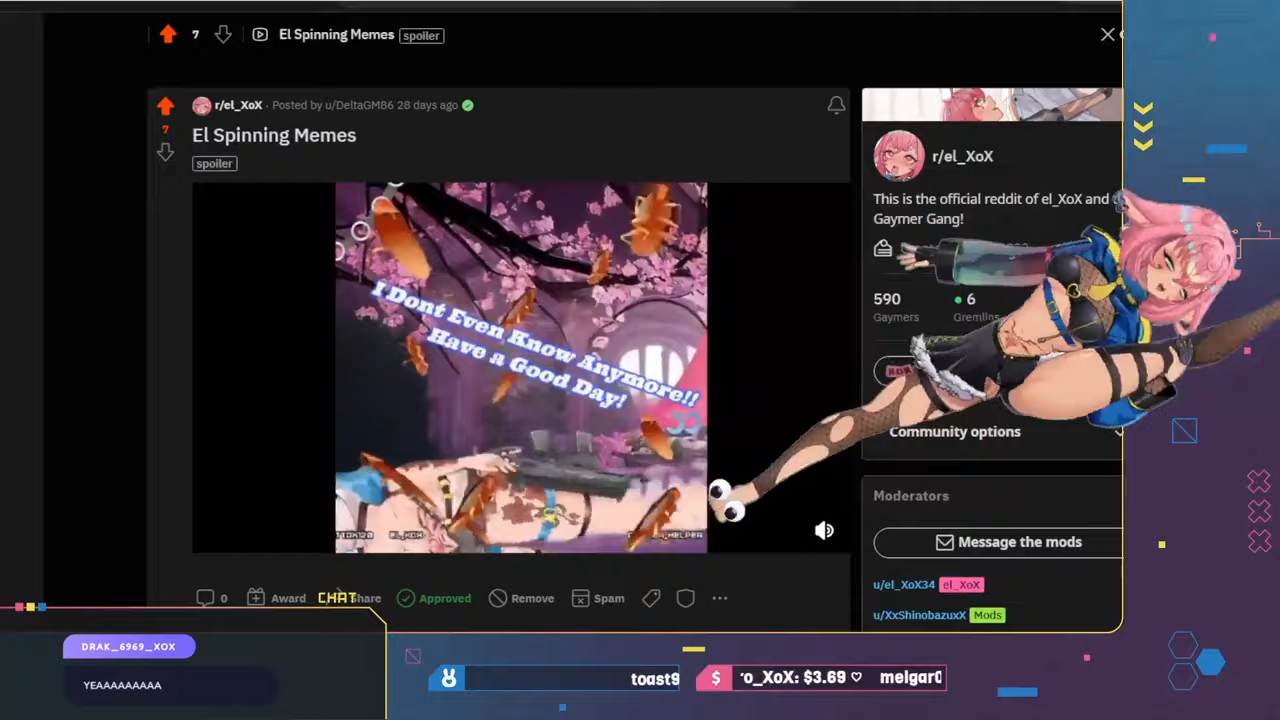 7
El Spinning Memes
spoiler
r/el_XoX · Posted by u/DeltaGM86 28 days ago
7
El Spinning Memes
spoiler
I Dont Even Know Anymore!!
Have a Good Day!
r/el_XoX
This is the official reddit of el_XoX and
Gaymer Gang!
590
6
Gaymers
Gremlins
Community options
Moderators
Message the mods
u/el_XoX34 el_XoX
u/XxShinobazuxX Mods
0
Award
Share
Approved
Remove
Spam
CHAT
DRAK_6969_XOX
YEAAAAAAAAA
toast9
$
o_XoX: $3.69 ♡